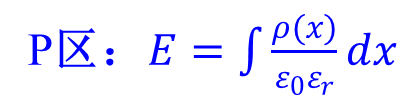 P区：E = ∫ρ(x)/ε₀εᵣ dx